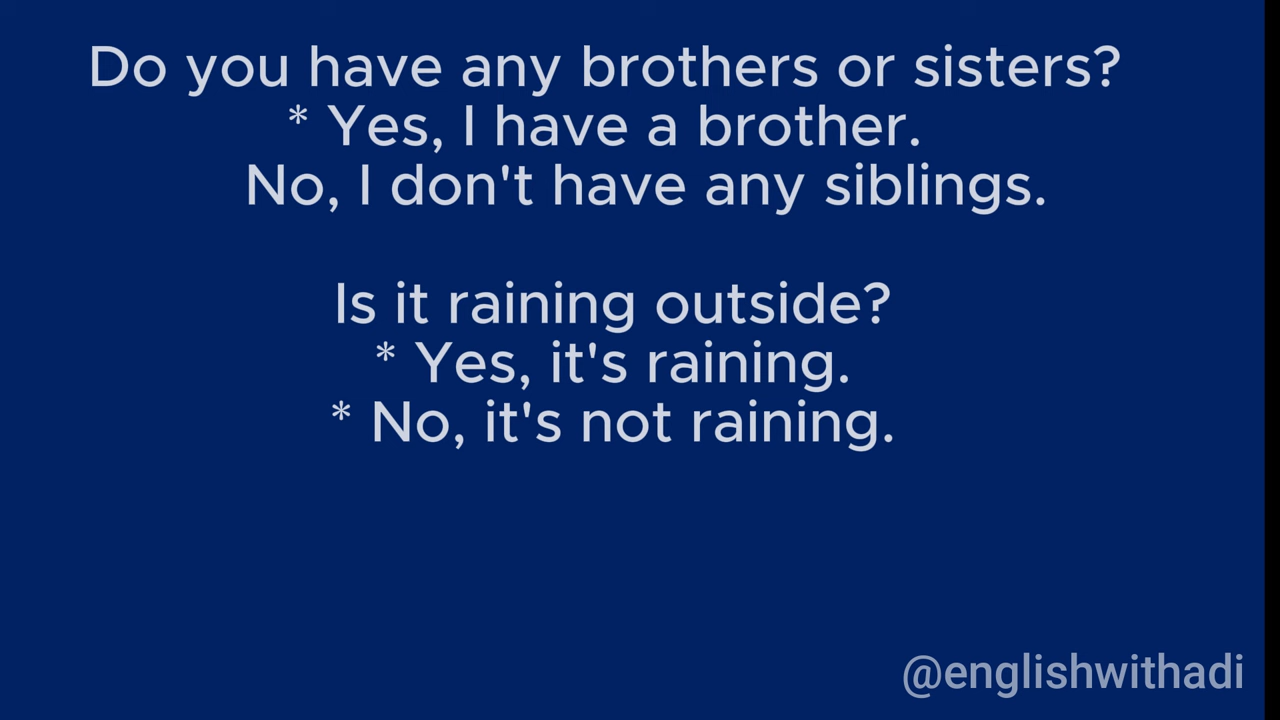 Do you have any brothers or sisters?
* Yes, I have a brother.
No, I don't have any siblings.
Is it raining outside?
* Yes, it's raining.
* No, it's not raining.
@englishwithadi